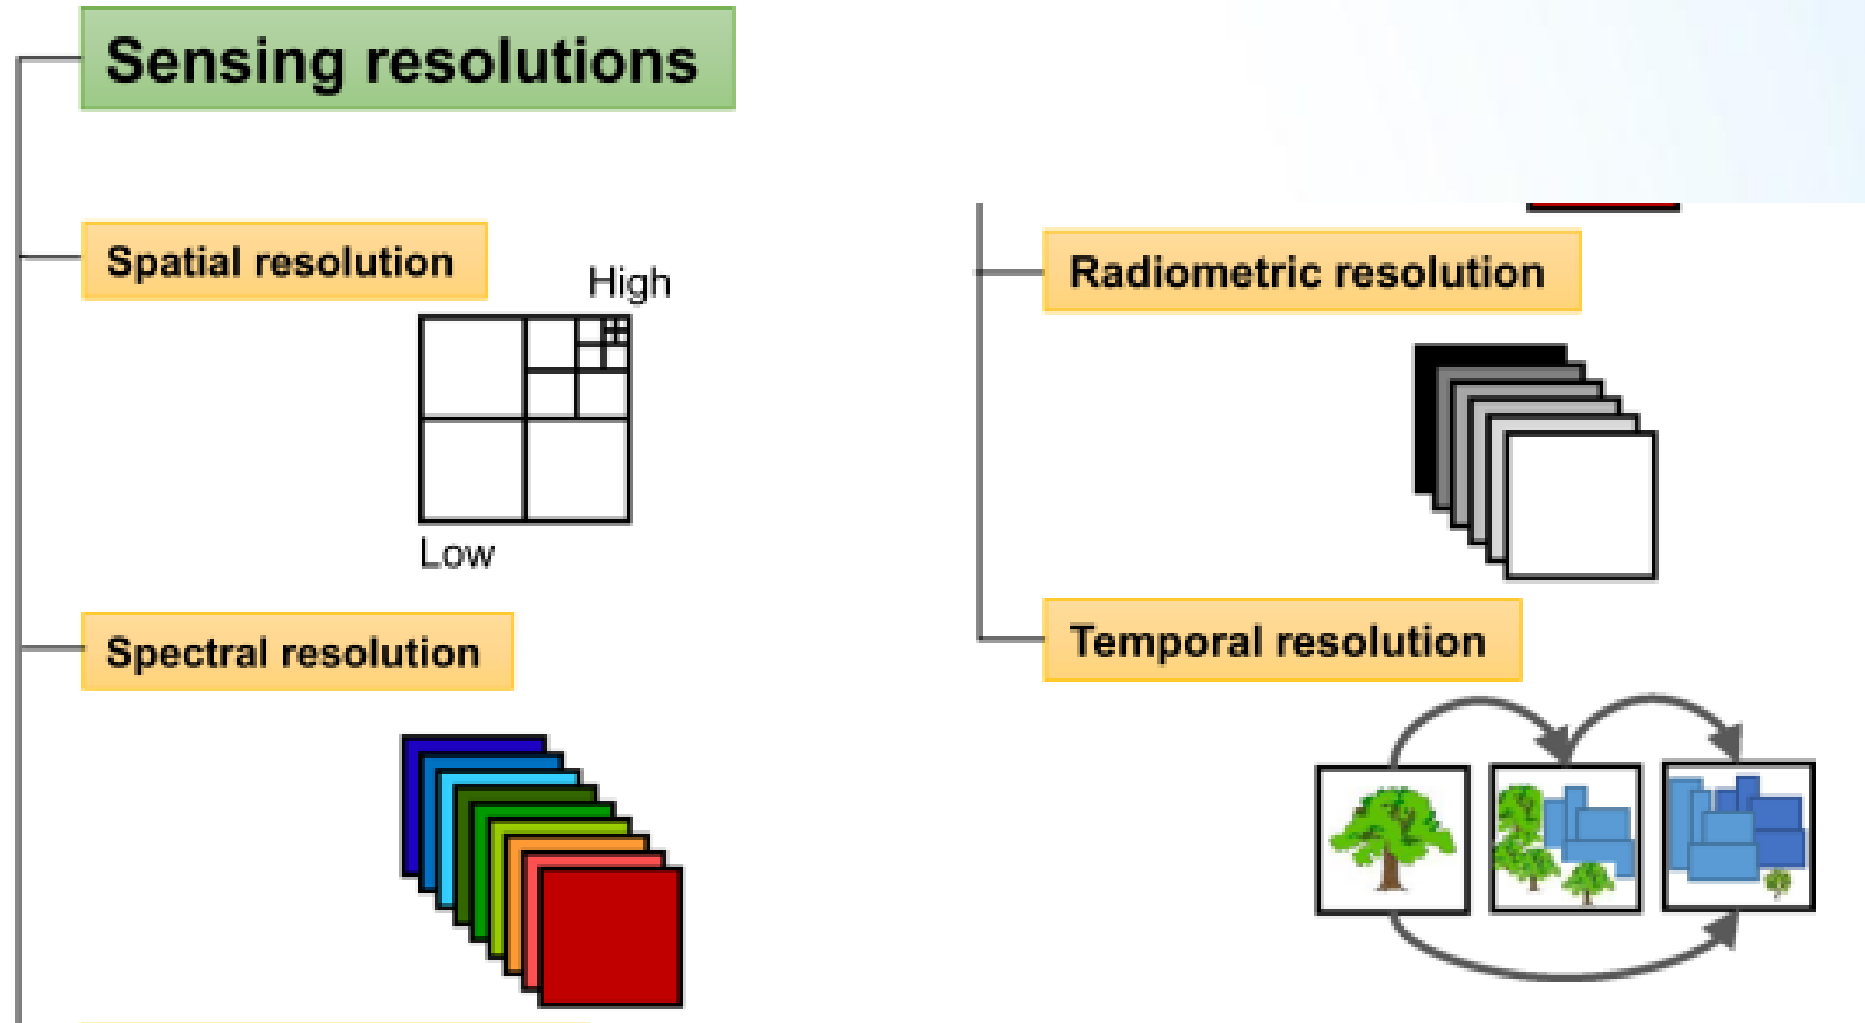 Sensing resolutions
Spatial resolution
High
Low
Spectral resolution
Radiometric resolution
Temporal resolution